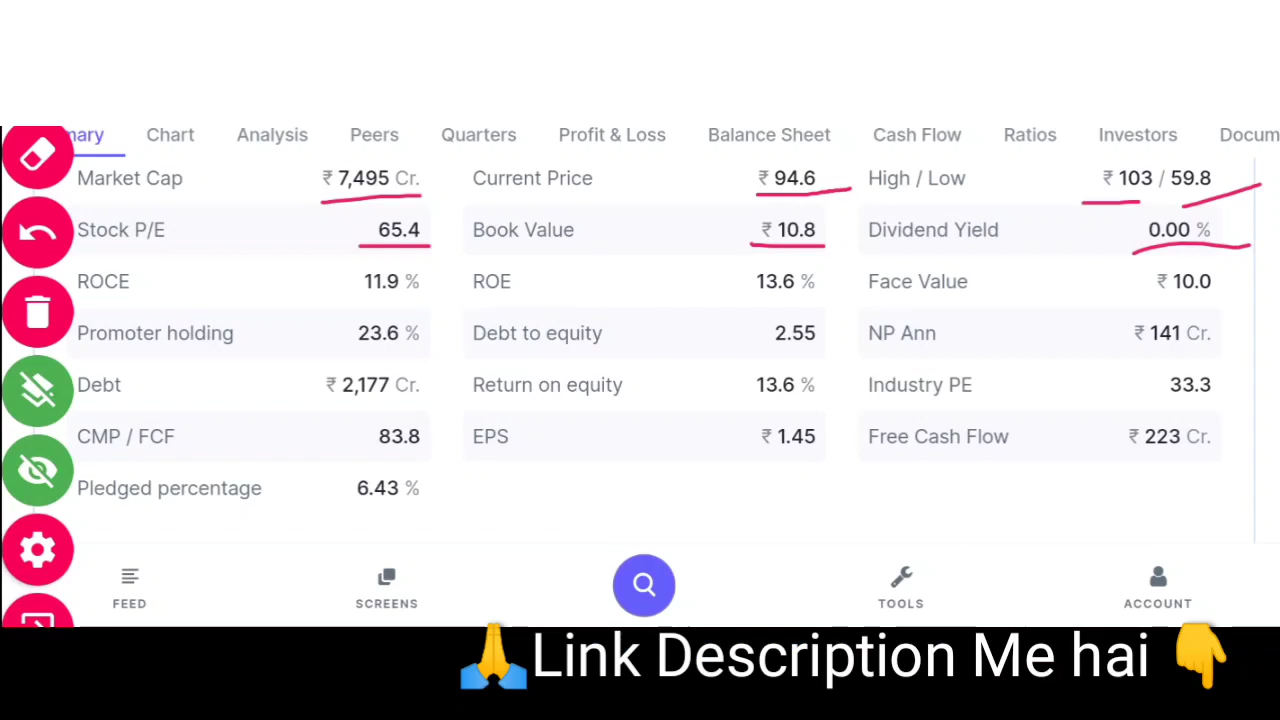 mary Chart Analysis Peers Quarters Profit & Loss Balance Sheet Cash Flow Ratios Investors Docum
Market Cap ₹ 7,495 Cr. Current Price ₹ 94.6 High / Low ₹ 103 / 59.8
Stock P/E 65.4 Book Value ₹ 10.8 Dividend Yield 0.00 %
ROCE 11.9 % ROE 13.6 % Face Value ₹ 10.0
Promoter holding 23.6 % Debt to equity 2.55 NP Ann ₹ 141 Cr.
Debt ₹ 2,177 Cr. Return on equity 13.6 % Industry PE 33.3
CMP / FCF 83.8 EPS ₹ 1.45 Free Cash Flow ₹ 223 Cr.
Pledged percentage 6.43 %
FEED SCREENS TOOLS ACCOUNT
🙏Link Description Me hai 👇